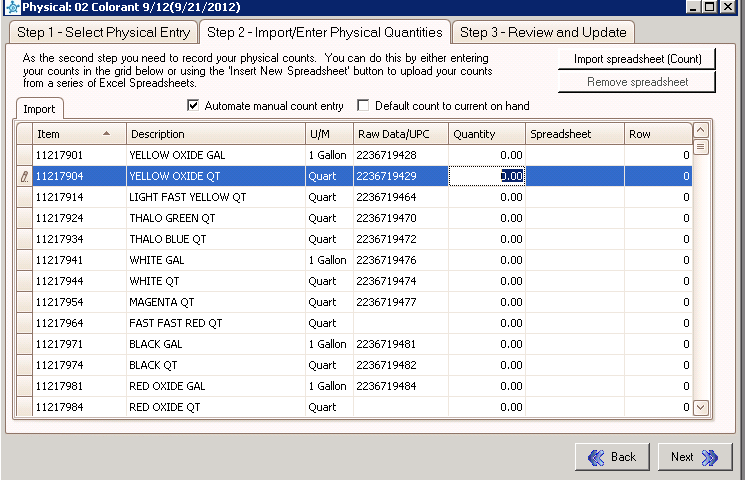 Physical: 02 Colorant 9/12(9/21/2012)
Step 1 - Select Physical Entry Step 2 - Import/Enter Physical Quantities Step 3 - Review and Update
As the second step you need to record your physical counts. You can do this by either entering
your counts in the grid below or using the 'Insert New Spreadsheet' button to upload your counts
from a series of Excel Spreadsheets.
Import spreadsheet (Count)
Remove spreadsheet
Import
Automate manual count entry Default count to current on hand
Item Description U/M Raw Data/UPC Quantity Spreadsheet Row
11217901 YELLOW OXIDE GAL 1 Gallon 2236719428 0.00 0
11217904 YELLOW OXIDE QT Quart 2236719429 0.00 0
11217914 LIGHT FAST YELLOW QT Quart 2236719464 0.00 0
11217924 THALO GREEN QT Quart 2236719470 0.00 0
11217934 THALO BLUE QT Quart 2236719472 0.00 0
11217941 WHITE GAL 1 Gallon 2236719476 0.00 0
11217944 WHITE QT Quart 2236719474 0.00 0
11217954 MAGENTA QT Quart 2236719477 0.00 0
11217964 FAST FAST RED QT Quart 0.00 0
11217971 BLACK GAL 1 Gallon 2236719481 0.00 0
11217974 BLACK QT Quart 2236719482 0.00 0
11217981 RED OXIDE GAL 1 Gallon 2236719484 0.00 0
11217984 RED OXIDE QT Quart 0.00 0
Back Next